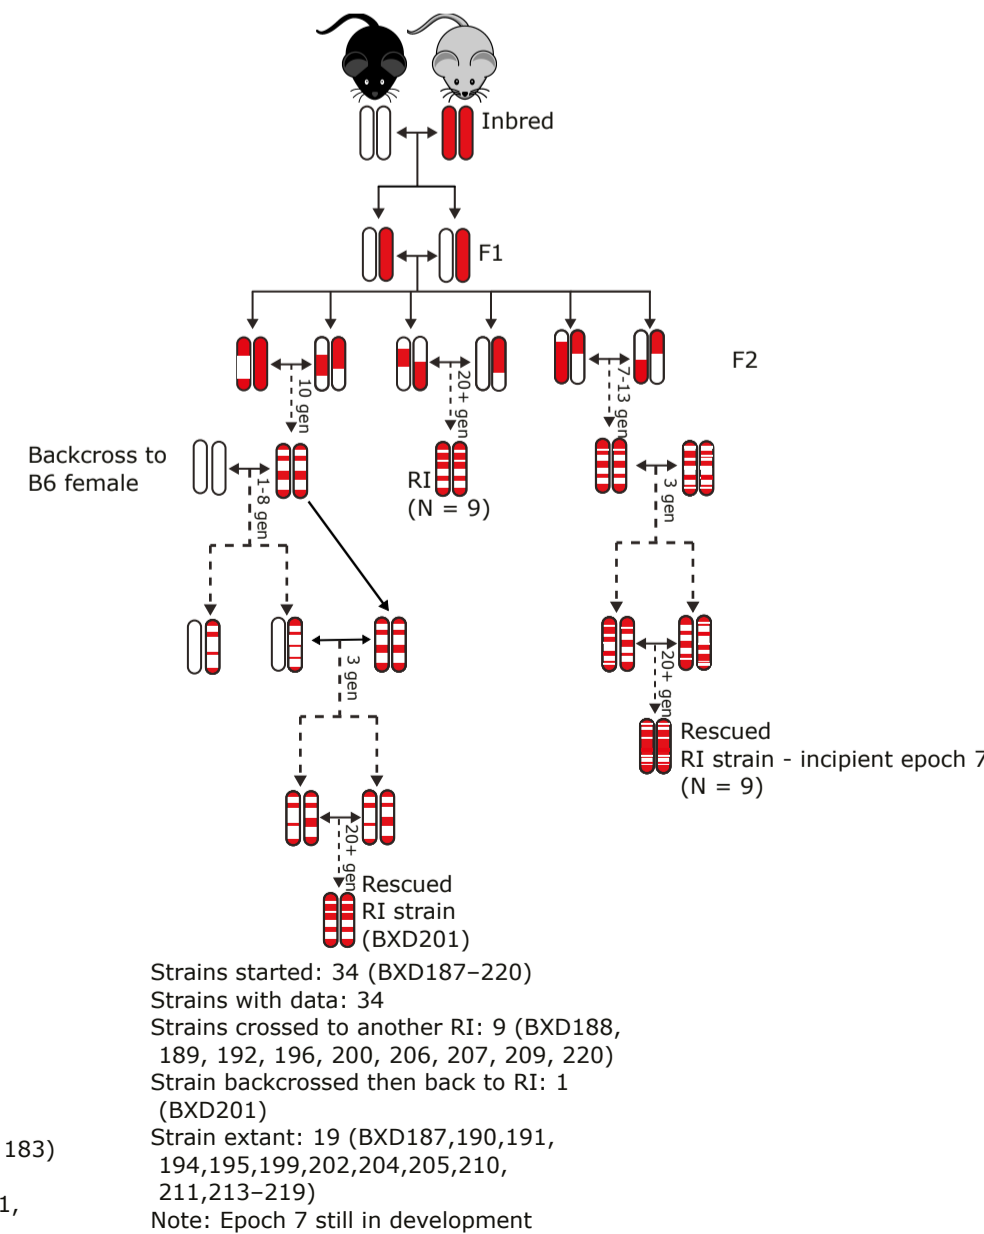 Inbred
F1
F2
10 gen
20+ gen
7-13 gen
Backcross to
B6 female
1-8 gen
RI
(N = 9)
3 gen
3 gen
20+ gen
Rescued
RI strain - incipient epoch 7
(N = 9)
20+ gen
Rescued
RI strain
(BXD201)
Strains started: 34 (BXD187–220)
Strains with data: 34
Strains crossed to another RI: 9 (BXD188,
189, 192, 196, 200, 206, 207, 209, 220)
Strain backcrossed then back to RI: 1
(BXD201)
Strain extant: 19 (BXD187,190,191,
194,195,199,202,204,205,210,
211,213–219)
Note: Epoch 7 still in development
183)
1,